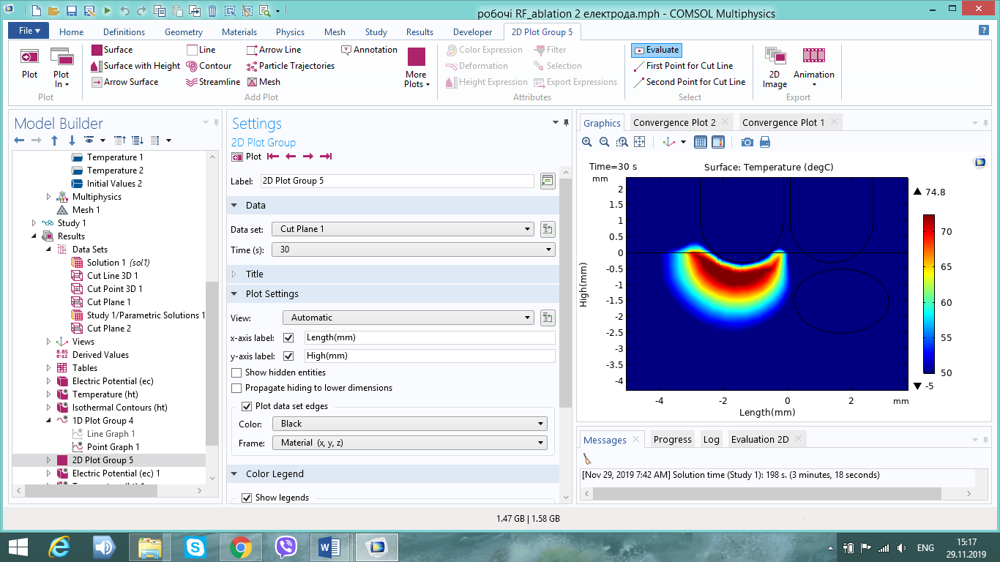 робочі RF_ablation 2 електрода.mph - COMSOL Multiphysics
File
Home
Definitions
Geometry
Materials
Physics
Mesh
Study
Results
Developer
2D Plot Group 5
Plot
Plot In
Plot
Surface
Surface with Height
Arrow Surface
Line
Contour
Streamline
Arrow Line
Particle Trajectories
Mesh
Annotation
More Plots
Add Plot
Color Expression
Deformation
Height Expression
Filter
Selection
Export Expressions
Attributes
Evaluate
First Point for Cut Line
Second Point for Cut Line
Select
2D Image
Animation
Export
Model Builder
Temperature 1
Temperature 2
Initial Values 2
Multiphysics
Mesh 1
Study 1
Results
Data Sets
Solution 1 (sol1)
Cut Line 3D 1
Cut Point 3D 1
Cut Plane 1
Study 1/Parametric Solutions 1
Cut Plane 2
Views
8.85
e-12
Derived Values
Tables
Electric Potential (ec)
Temperature (ht)
Isothermal Contours (ht)
1D Plot Group 4
Line Graph 1
Point Graph 1
2D Plot Group 5
Electric Potential (ec) 1
Settings
2D Plot Group
Plot
Label: 2D Plot Group 5
Data
Data set: Cut Plane 1
Time (s): 30
Title
Plot Settings
View: Automatic
x-axis label: Length(mm)
y-axis label: High(mm)
Show hidden entities
Propagate hiding to lower dimensions
Plot data set edges
Color: Black
Frame: Material (x, y, z)
Color Legend
Show legends
Graphics
Convergence Plot 2
Convergence Plot 1
Time=30 s
Surface: Temperature (degC)
mm
2
1.5
1
0.5
0
-0.5
-1
-1.5
-2
-2.5
-3
-3.5
-4
High(mm)
-4
-2
0
2
mm
Length(mm)
74.8
70
65
60
55
50
-5
Messages
Progress
Log
Evaluation 2D
[Nov 29, 2019 7:42 AM] Solution time (Study 1): 198 s. (3 minutes, 18 seconds)
1.47 GB | 1.58 GB
ENG
15:17
29.11.2019